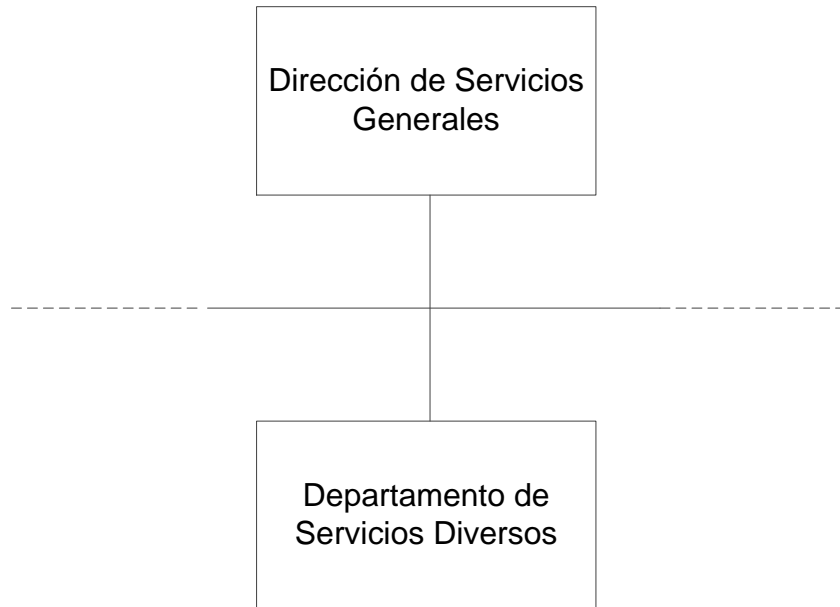 Dirección de Servicios
Generales
Departamento de
Servicios Diversos